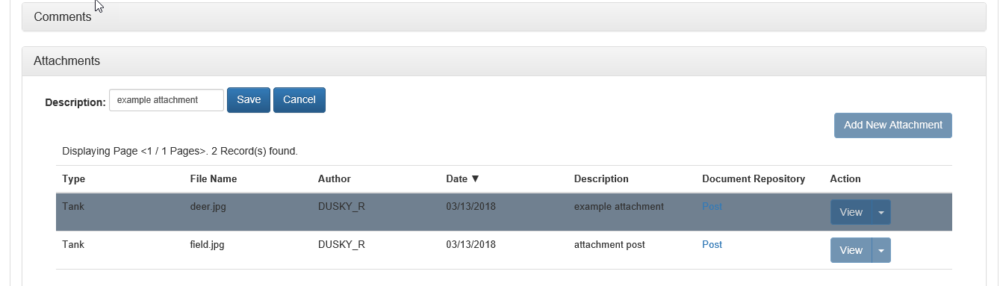 Comments
Attachments
Description: example attachment Save Cancel
Add New Attachment
Displaying Page <1 / 1 Pages>. 2 Record(s) found.
Type File Name Author Date ▼ Description Document Repository Action
Tank deer.jpg DUSKY_R 03/13/2018 example attachment Post View
Tank field.jpg DUSKY_R 03/13/2018 attachment post Post View